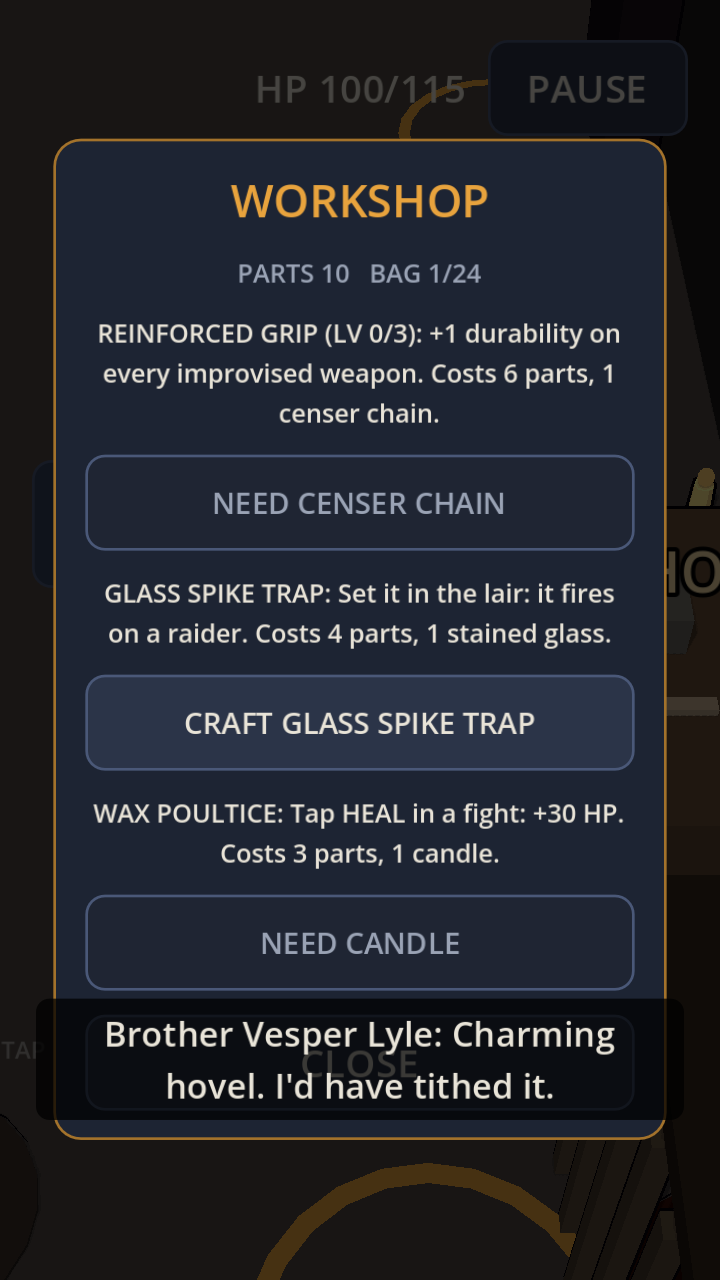 HP 100/115 PAUSE
WORKSHOP
PARTS 10 BAG 1/24
REINFORCED GRIP (LV 0/3): +1 durability on
every improvised weapon. Costs 6 parts, 1
censer chain.
NEED CENSER CHAIN
GLASS SPIKE TRAP: Set it in the lair: it fires
on a raider. Costs 4 parts, 1 stained glass.
CRAFT GLASS SPIKE TRAP
WAX POULTICE: Tap HEAL in a fight: +30 HP.
Costs 3 parts, 1 candle.
NEED CANDLE
Brother Vesper Lyle: Charming
CLOSE
hovel. I'd have tithed it.
TAP